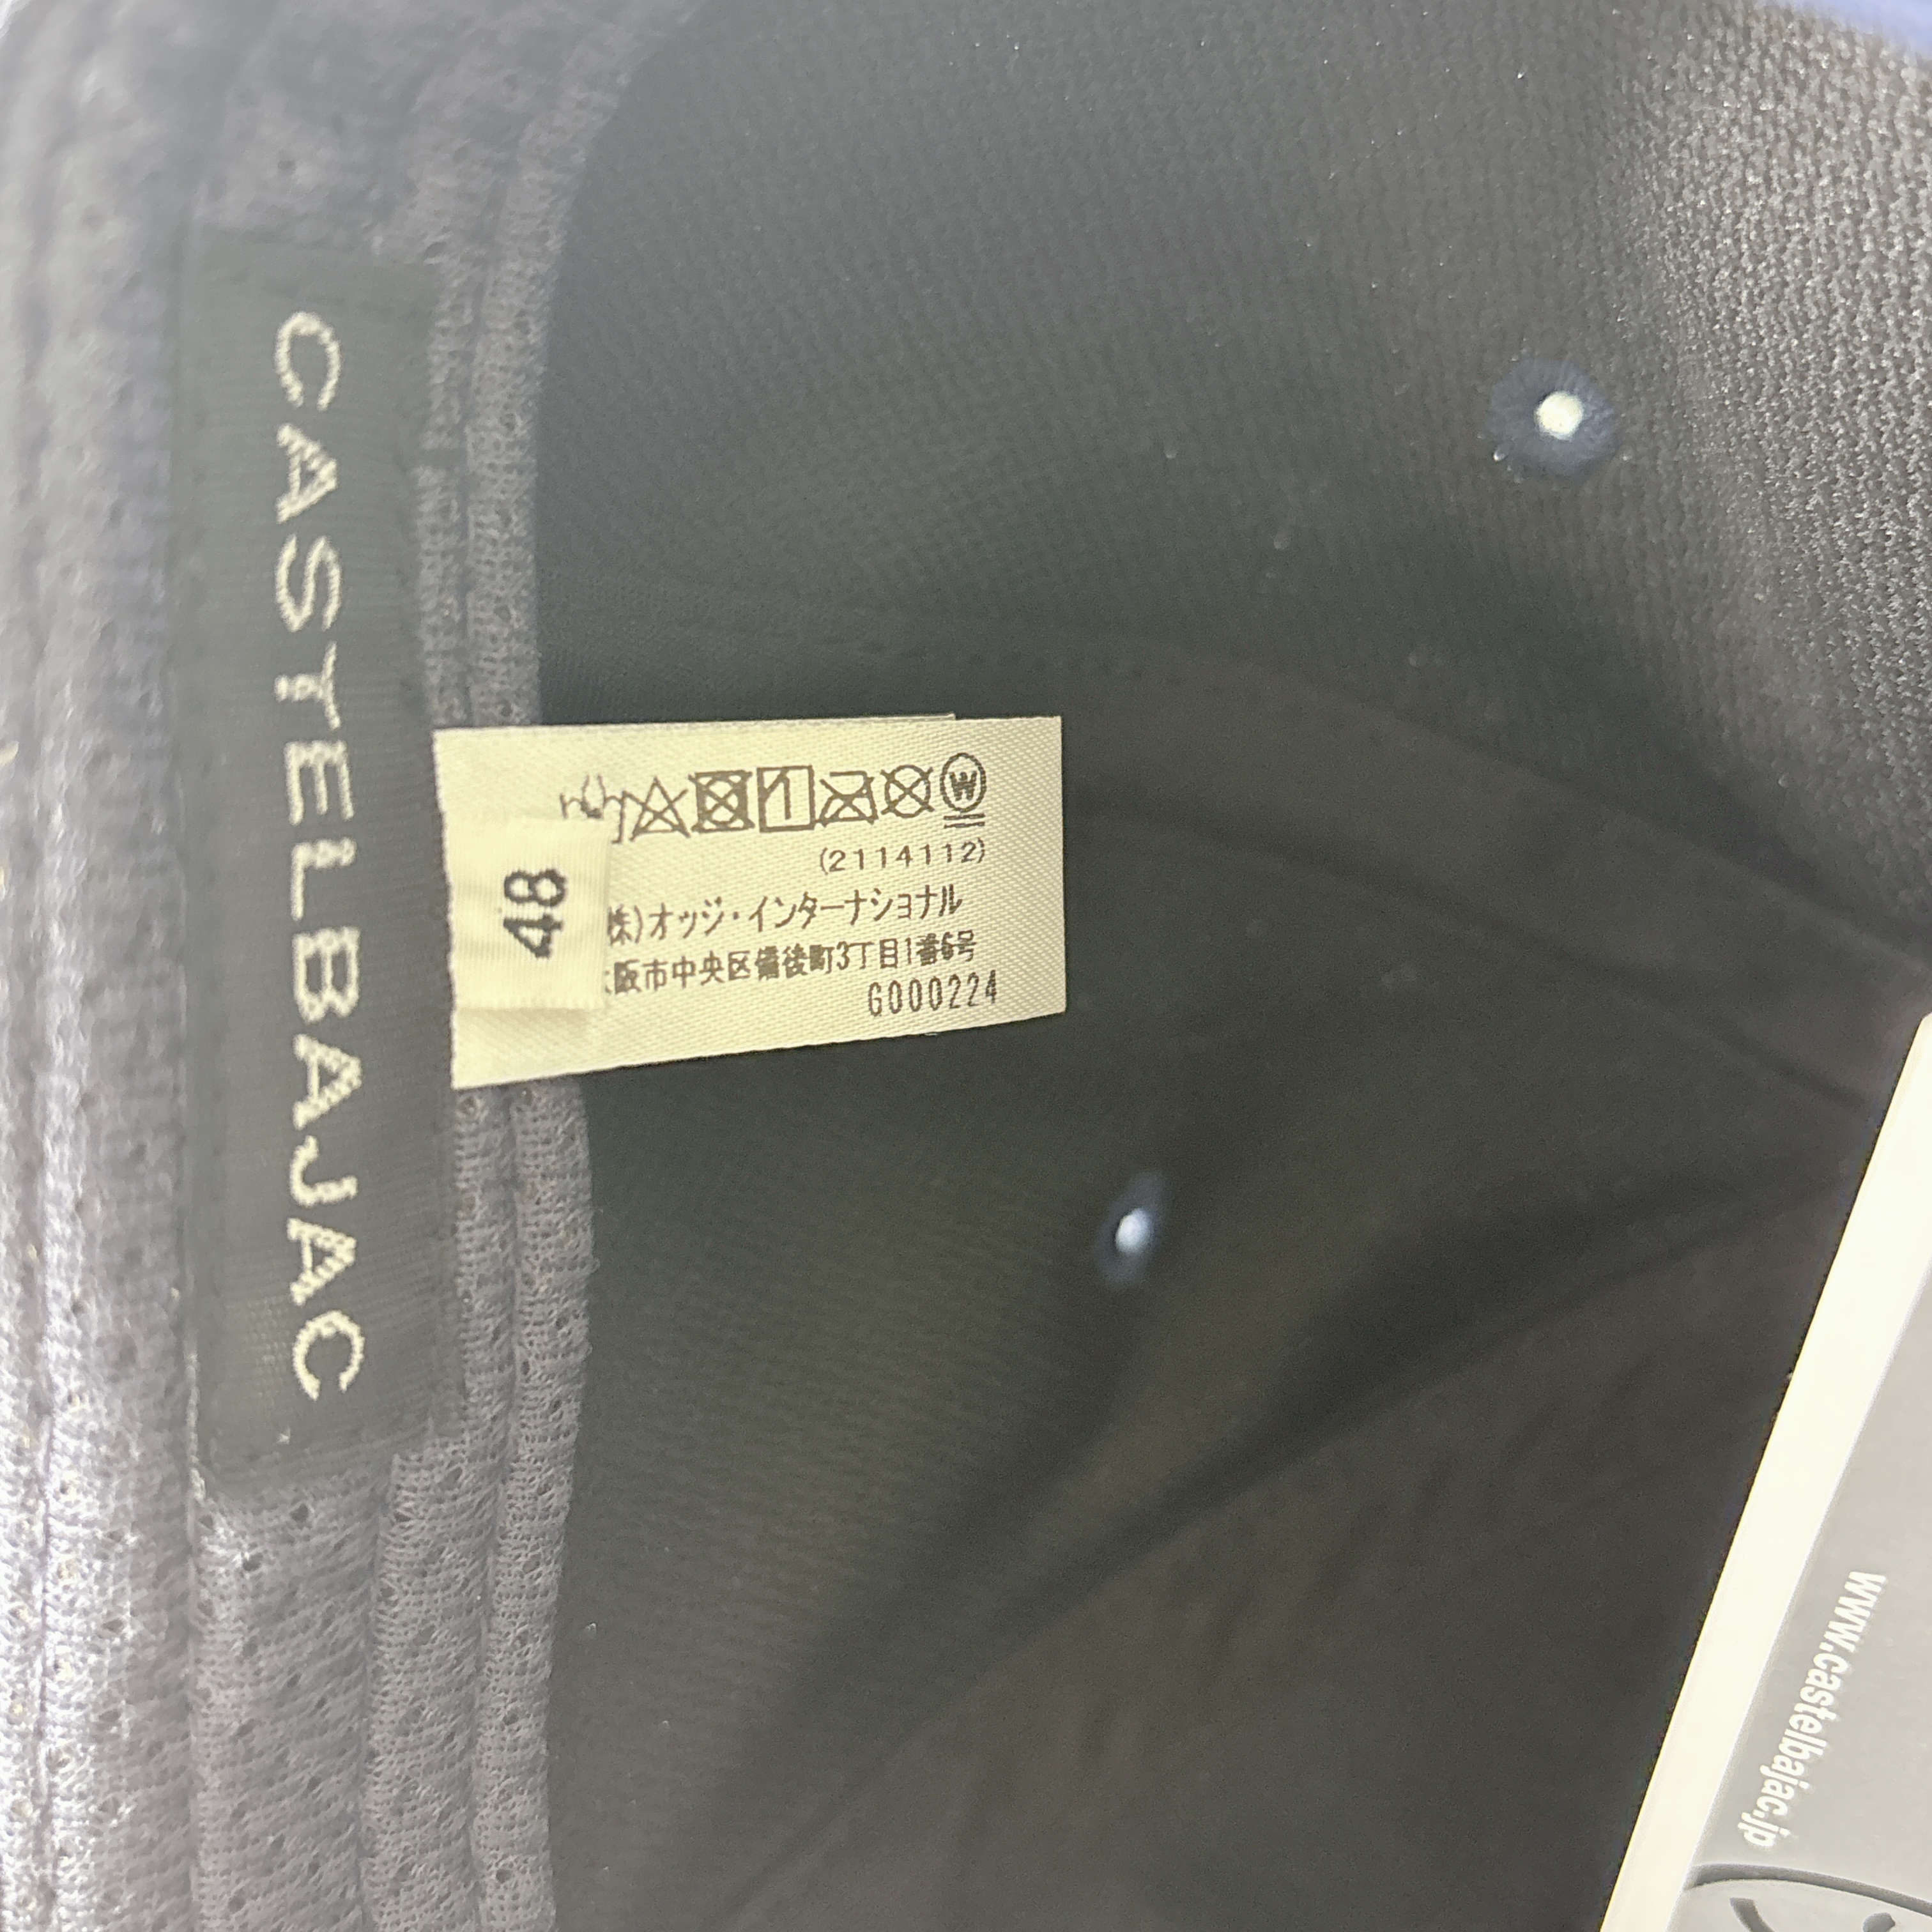 CASTELBAJAC
48
(2114112)
株)オッジ・インターナショナル
阪市中央区備後町3丁目1番6号
G000224
www.castelbajac.jp